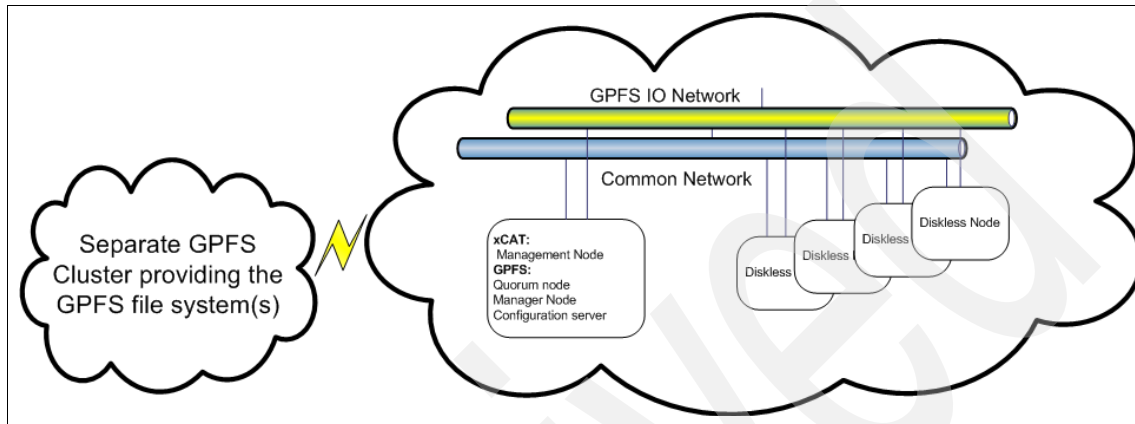 GPFS IO Network
Common Network
Separate GPFS
Cluster providing the
GPFS file system(s)
xCAT:
Management Node
GPFS:
Quorum node
Manager Node
Configuration server
Diskless
Diskless
Diskless
Diskless Node